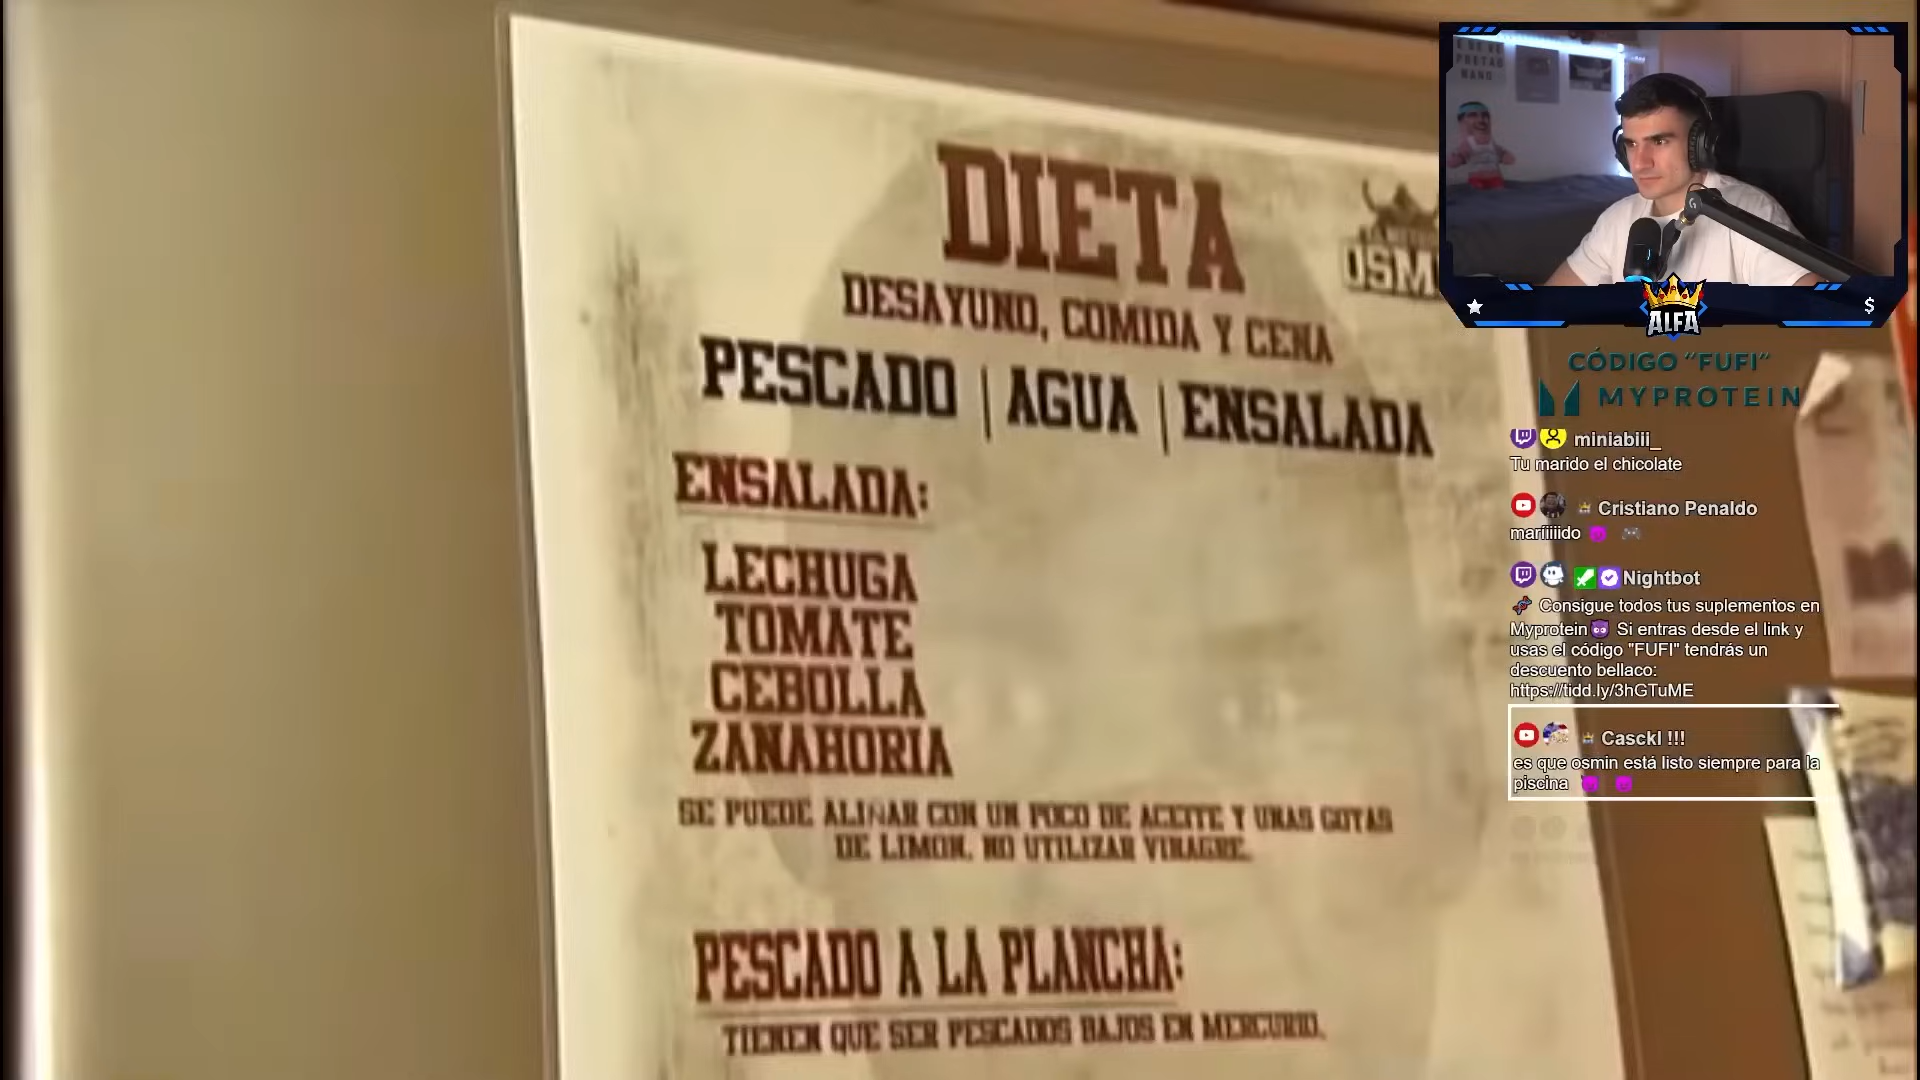 DIETA
DESAYUNO, COMIDA Y CENA
PESCADO | AGUA | ENSALADA
ENSALADA:
LECHUGA
TOMATE
CEBOLLA
ZANAHORIA
SE PUEDE ALIÑAR CON UN POCO DE ACEITE Y UNAS GOTAS
DE LIMON. NO UTILIZAR VINAGRE.
PESCADO A LA PLANCHA:
TIENEN QUE SER PESCADOS BAJOS EN MERCURIO.
OSM
ALFA
$
CÓDIGO "FUFI"
MYPROTEIN
miniabiii_
Tu marido el chicolate
Cristiano Penaldo
maríiiiido
Nightbot
Consigue todos tus suplementos en
Myprotein Si entras desde el link y
usas el código "FUFI" tendrás un
descuento bellaco:
https://tidd.ly/3hGTuME
Casckl !!!
es que osmin está listo siempre para la
piscina